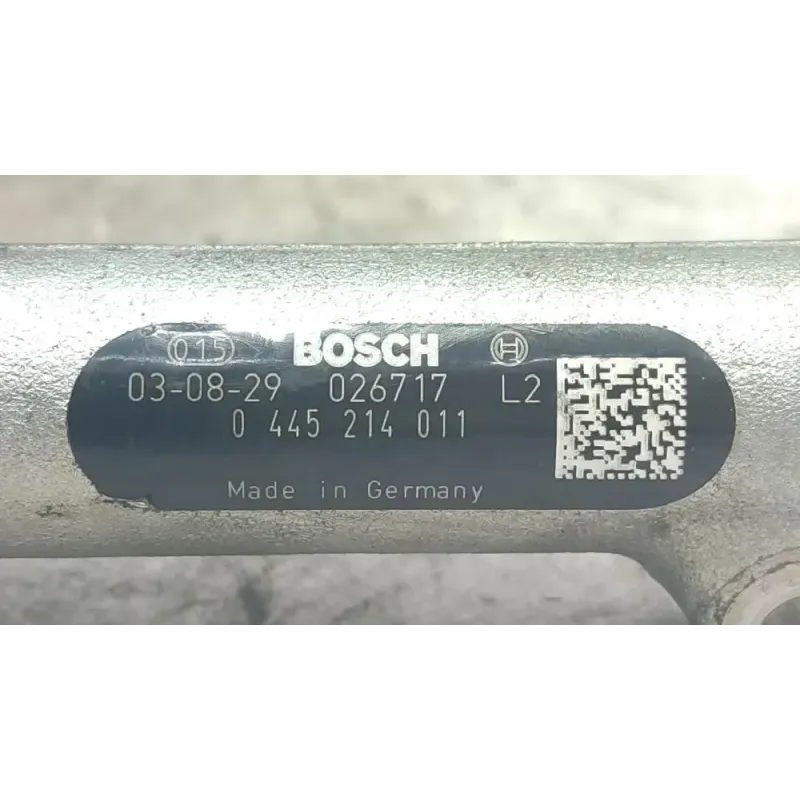 015 BOSCH
03-08-29 026717 L2
0 445 214 011
Made in Germany